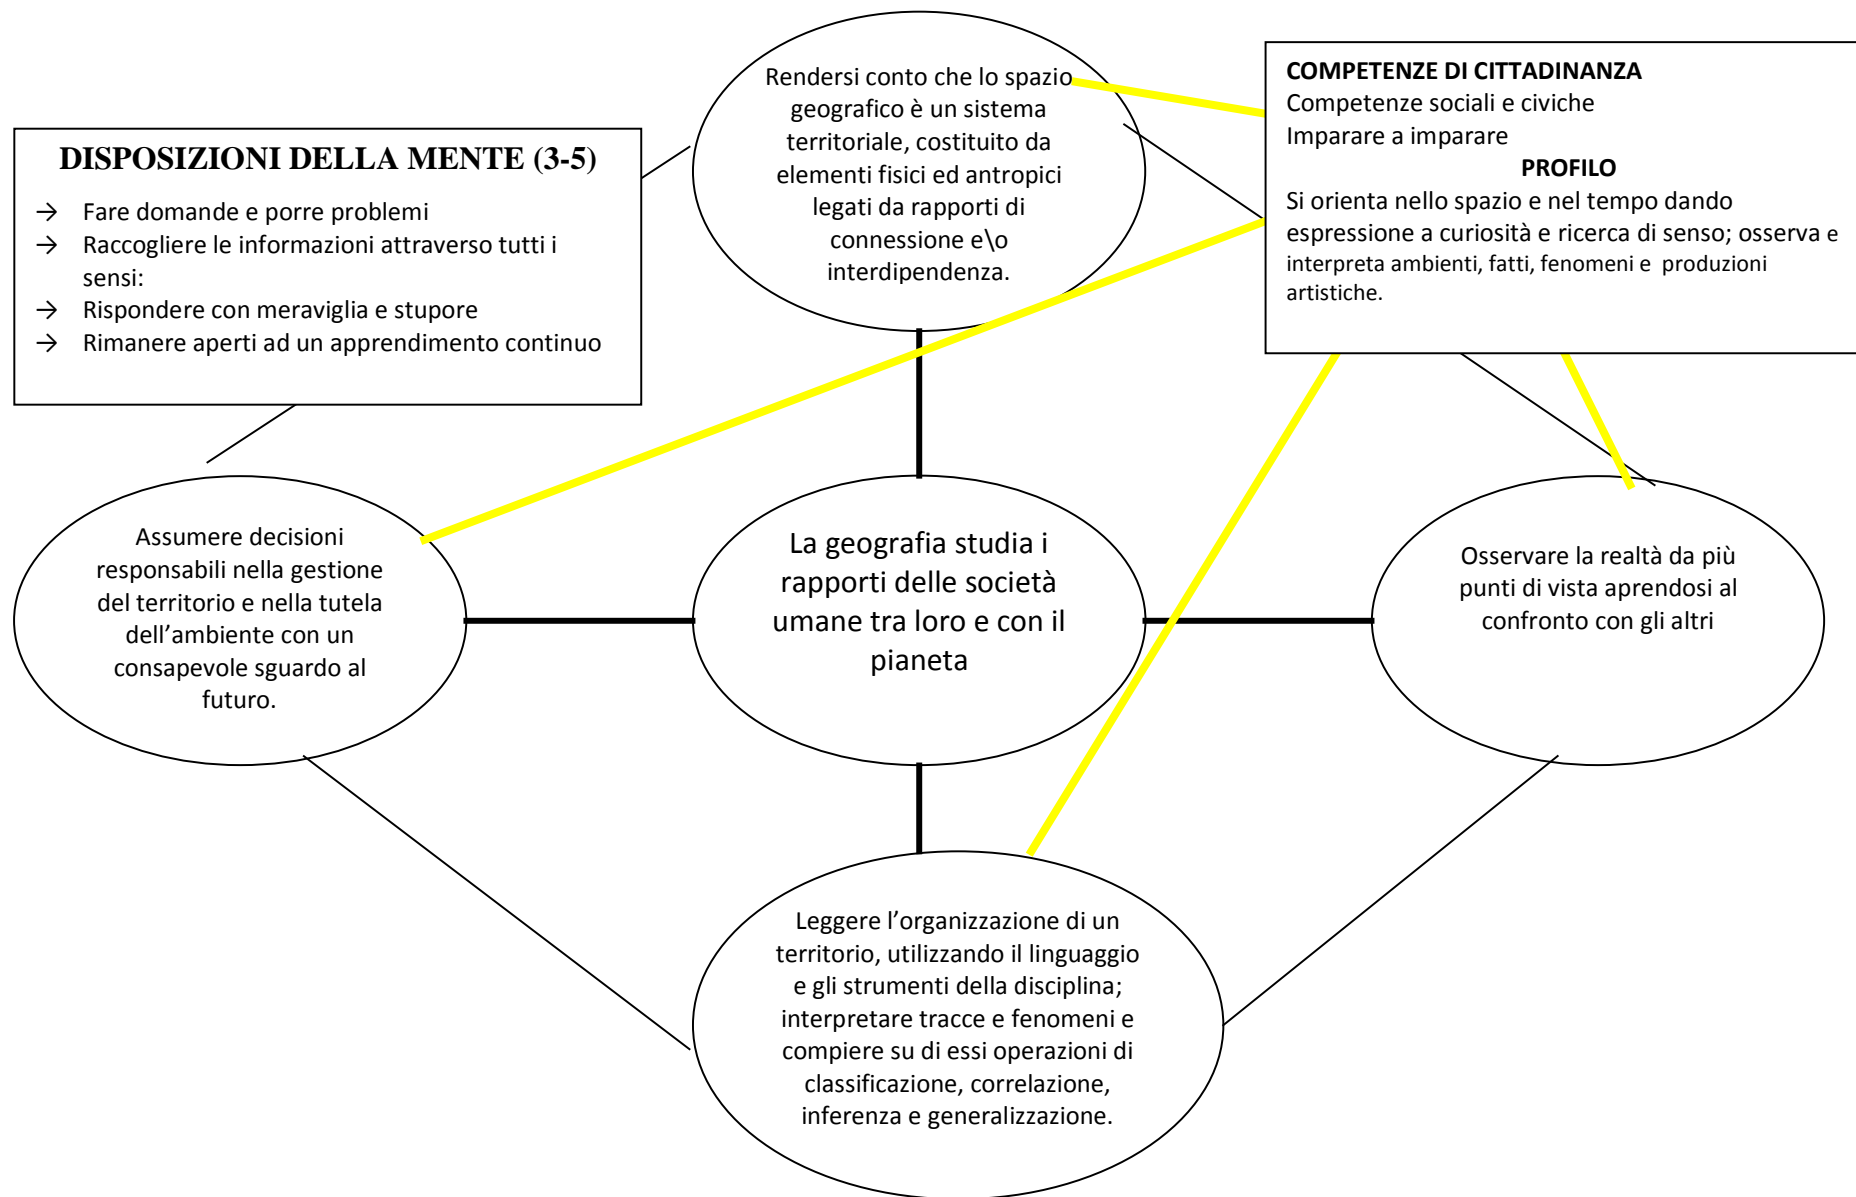 Rendersi conto che lo spazio
geografico è un sistema
territoriale, costituito da
elementi fisici ed antropici
legati da rapporti di
connessione e\o
interdipendenza.
COMPETENZE DI CITTADINANZA
Competenze sociali e civiche
Imparare a imparare
PROFILO
Si orienta nello spazio e nel tempo dando
espressione a curiosità e ricerca di senso; osserva e
interpreta ambienti, fatti, fenomeni e produzioni
artistiche.
DISPOSIZIONI DELLA MENTE (3-5)
→ Fare domande e porre problemi
→ Raccogliere le informazioni attraverso tutti i
sensi:
→ Rispondere con meraviglia e stupore
→ Rimanere aperti ad un apprendimento continuo
Assumere decisioni
responsabili nella gestione
del territorio e nella tutela
dell’ambiente con un
consapevole sguardo al
futuro.
La geografia studia i
rapporti delle società
umane tra loro e con il
pianeta
Osservare la realtà da più
punti di vista aprendosi al
confronto con gli altri
Leggere l’organizzazione di un
territorio, utilizzando il linguaggio
e gli strumenti della disciplina;
interpretare tracce e fenomeni e
compiere su di essi operazioni di
classificazione, correlazione,
inferenza e generalizzazione.